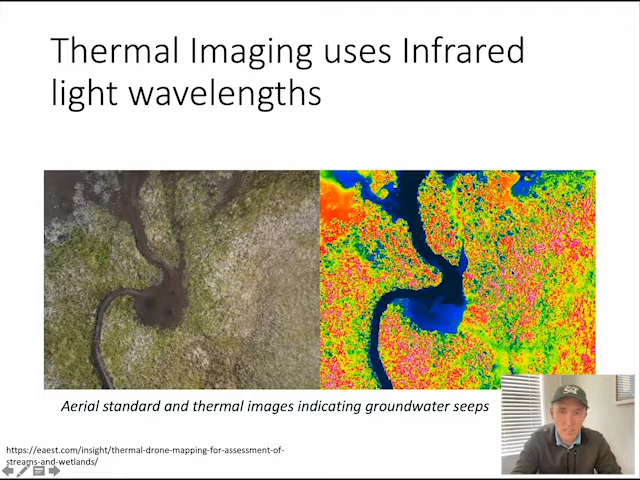 Thermal Imaging uses Infrared
light wavelengths
Aerial standard and thermal images indicating groundwater seeps
https://eaest.com/insight/thermal-drone-mapping-for-assessment-of-
streams-and-wetlands/